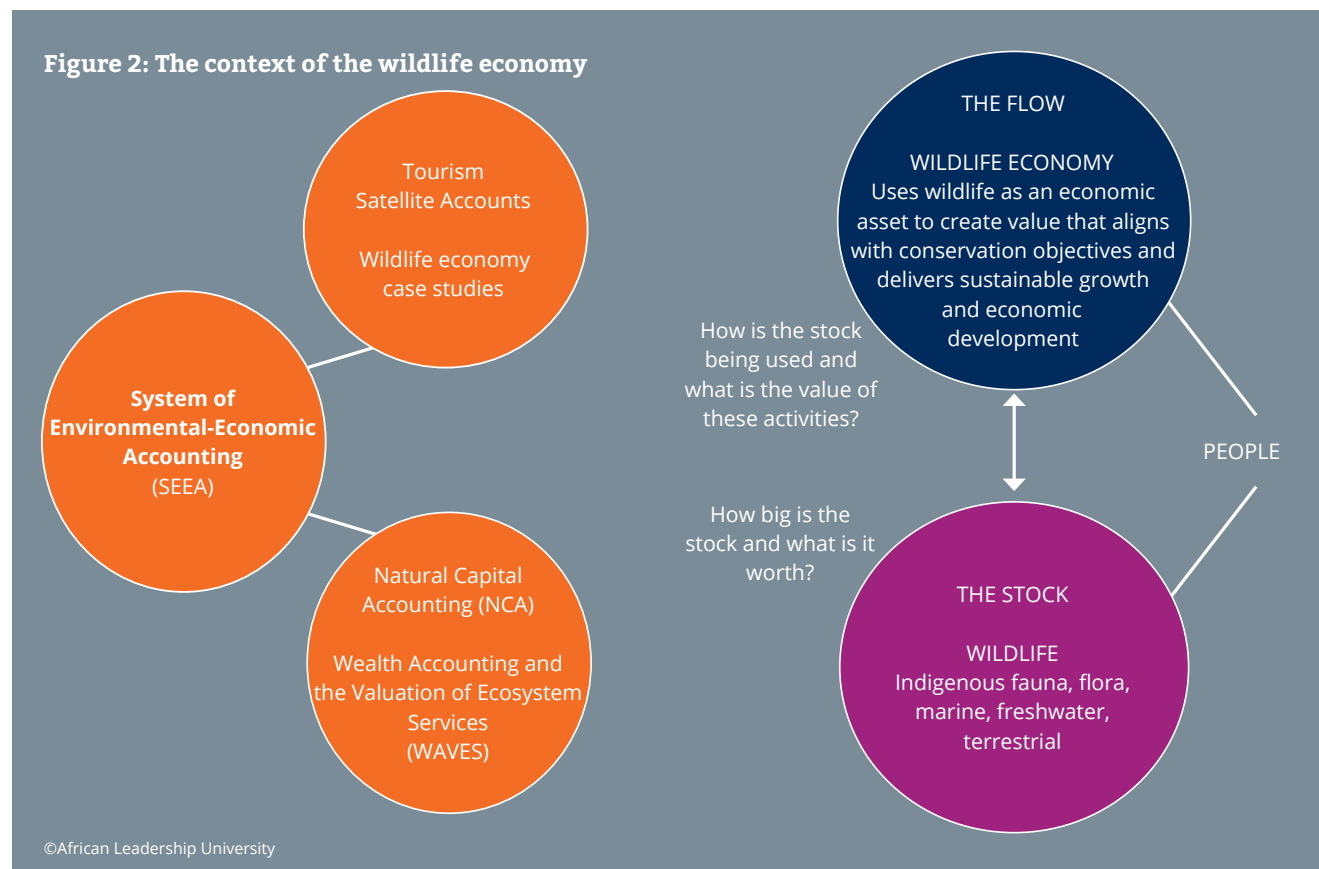 Figure 2: The context of the wildlife economy
Tourism
Satellite Accounts
Wildlife economy
case studies
System of
Environmental-Economic
Accounting
(SEEA)
Natural Capital
Accounting (NCA)
Wealth Accounting and
the Valuation of Ecosystem
Services
(WAVES)
THE FLOW
WILDLIFE ECONOMY
Uses wildlife as an economic
asset to create value that aligns
with conservation objectives and
delivers sustainable growth
and economic
development
How is the stock
being used and
what is the value of
these activities?
PEOPLE
How big is the
stock and what is it
worth?
THE STOCK
WILDLIFE
Indigenous fauna, flora,
marine, freshwater,
terrestrial
©African Leadership University